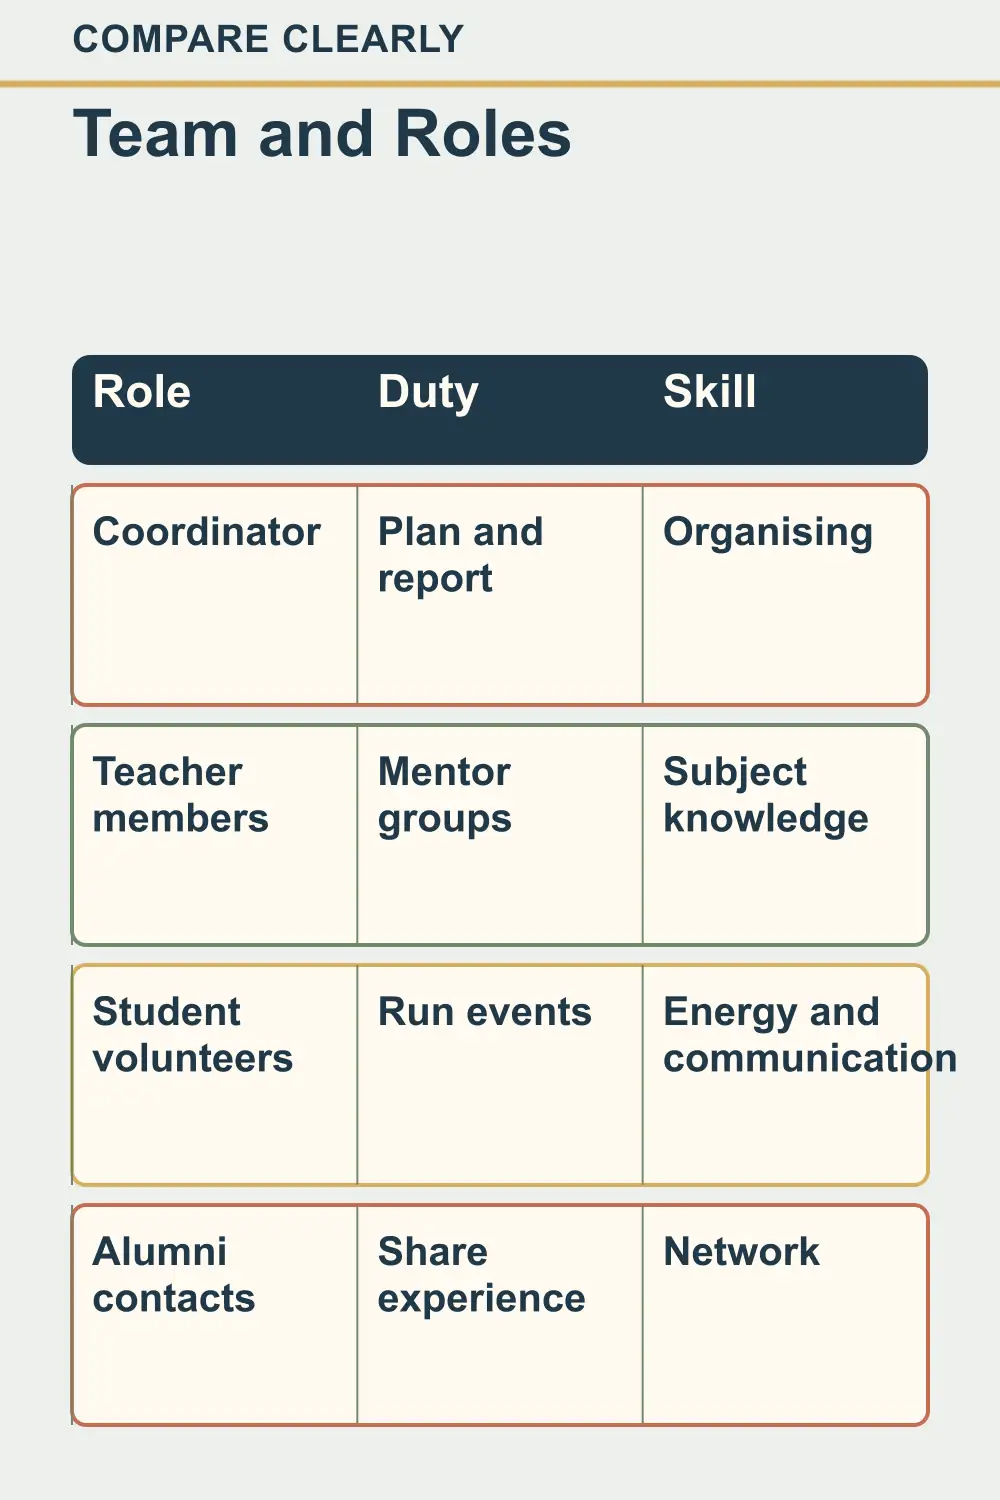 COMPARE CLEARLY
Team and Roles
Role Duty Skill
Coordinator Plan and Organising
report
Teacher Mentor Subject
members groups knowledge
Student Run events Energy and
volunteers communication
Alumni Share Network
contacts experience